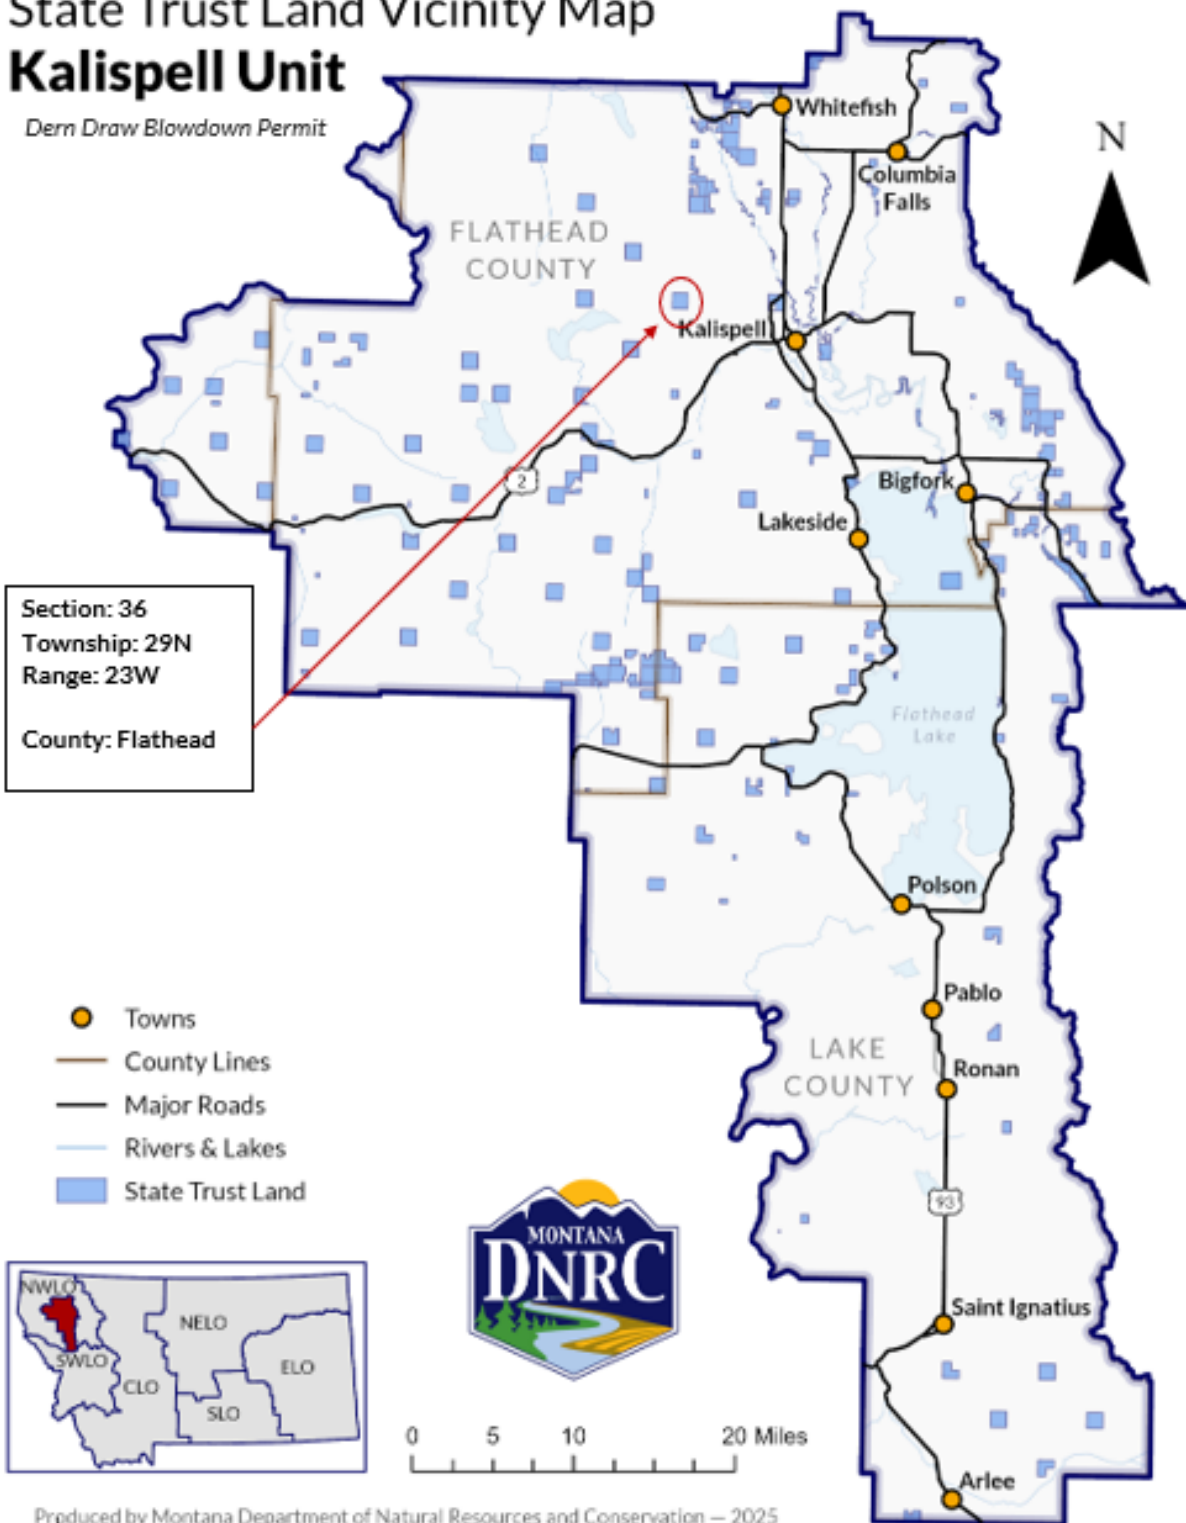 State Trust Land Vicinity Map
Kalispell Unit
Dern Draw Blowdown Permit
Whitefish
N
Columbia
Falls
FLATHEAD
COUNTY
Kalispell
2
Bigfork
Lakeside
Section: 36
Township: 29N
Range: 23W
County: Flathead
Flathead
Lake
Polson
Pablo
Towns
LAKE
COUNTY
County Lines
Ronan
Major Roads
Rivers & Lakes
State Trust Land
93
MONTANA
DNRC
NWLO
NELO
SWLO
ELO
CLO
SLO
Saint Ignatius
0 5 10 20 Miles
Arlee
Produced by Montana Department of Natural Resources and Conservation — 2025